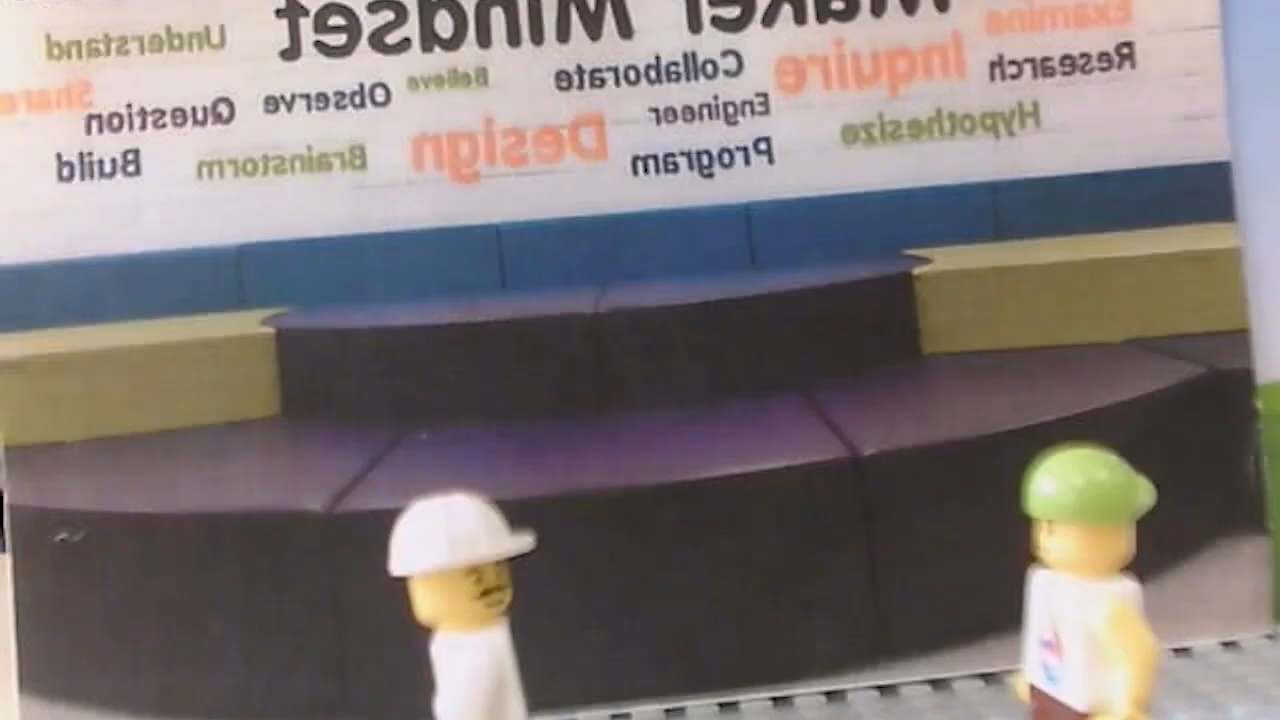 Maker Mindset
Examine
Understand
Inquire
Research
Collaborate
Believe
Observe
Share
Question
Engineer
Hypothesize
Design
Program
Brainstorm
Build